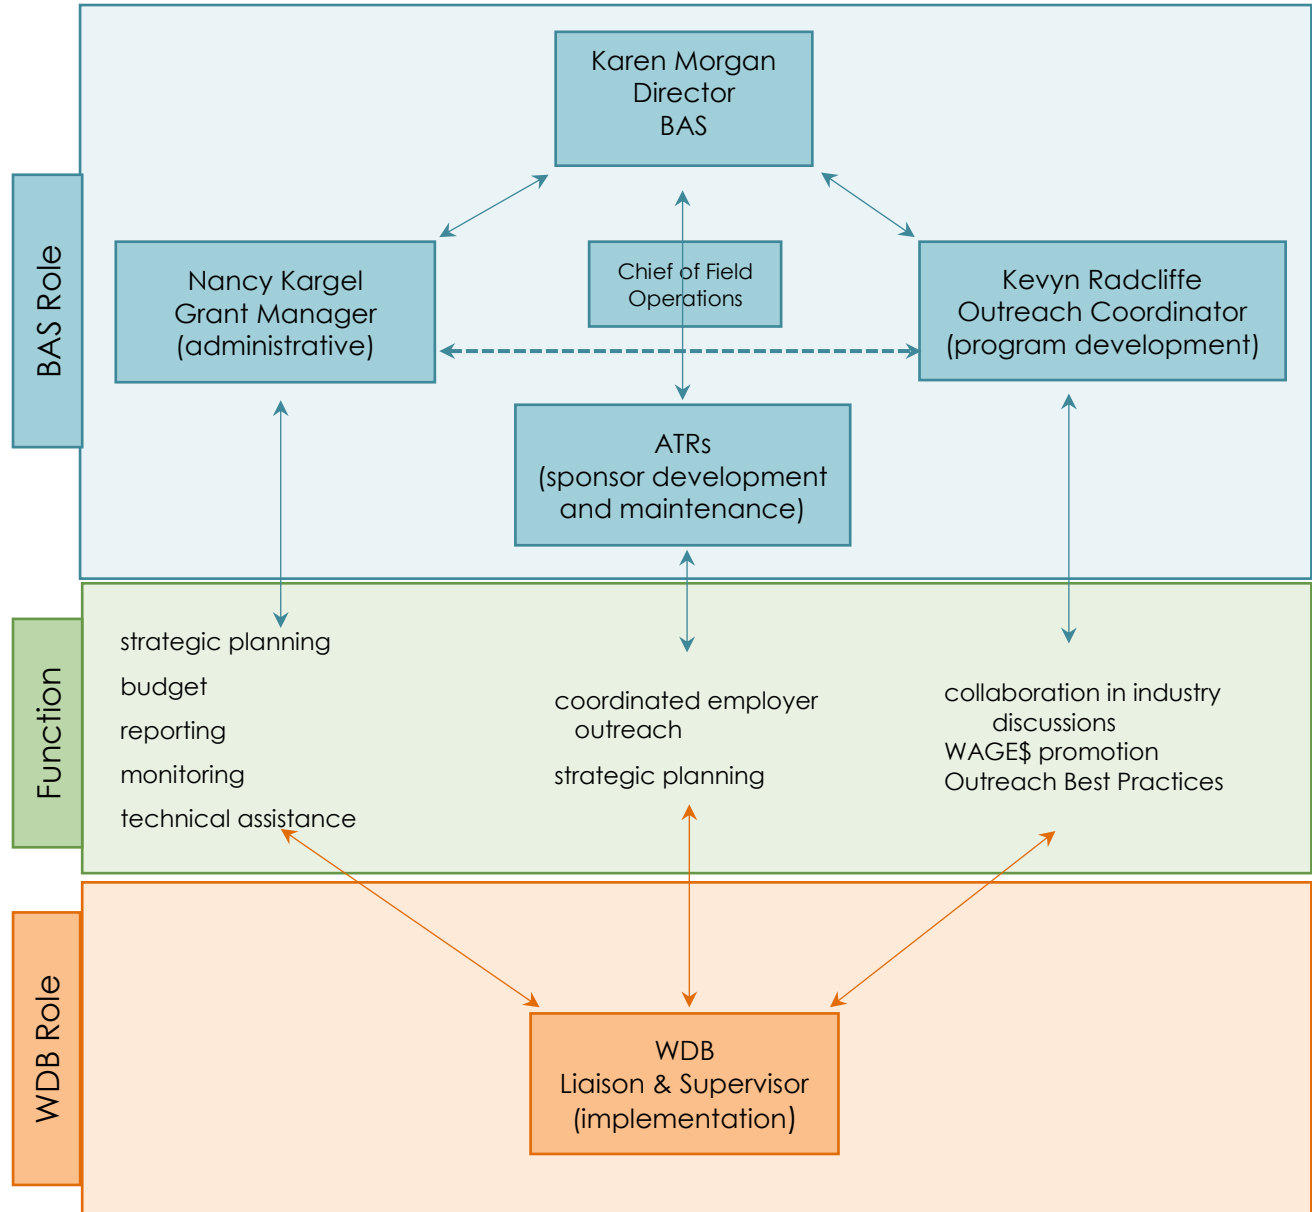 Karen Morgan
Director
BAS
BAS Role
Nancy Kargel
Grant Manager
(administrative)
Chief of Field
Operations
Kevyn Radcliffe
Outreach Coordinator
(program development)
ATRs
(sponsor development
and maintenance)
Function
strategic planning
budget
reporting
monitoring
technical assistance
coordinated employer
outreach
strategic planning
collaboration in industry
discussions
WAGE$ promotion
Outreach Best Practices
WDB Role
WDB
Liaison & Supervisor
(implementation)